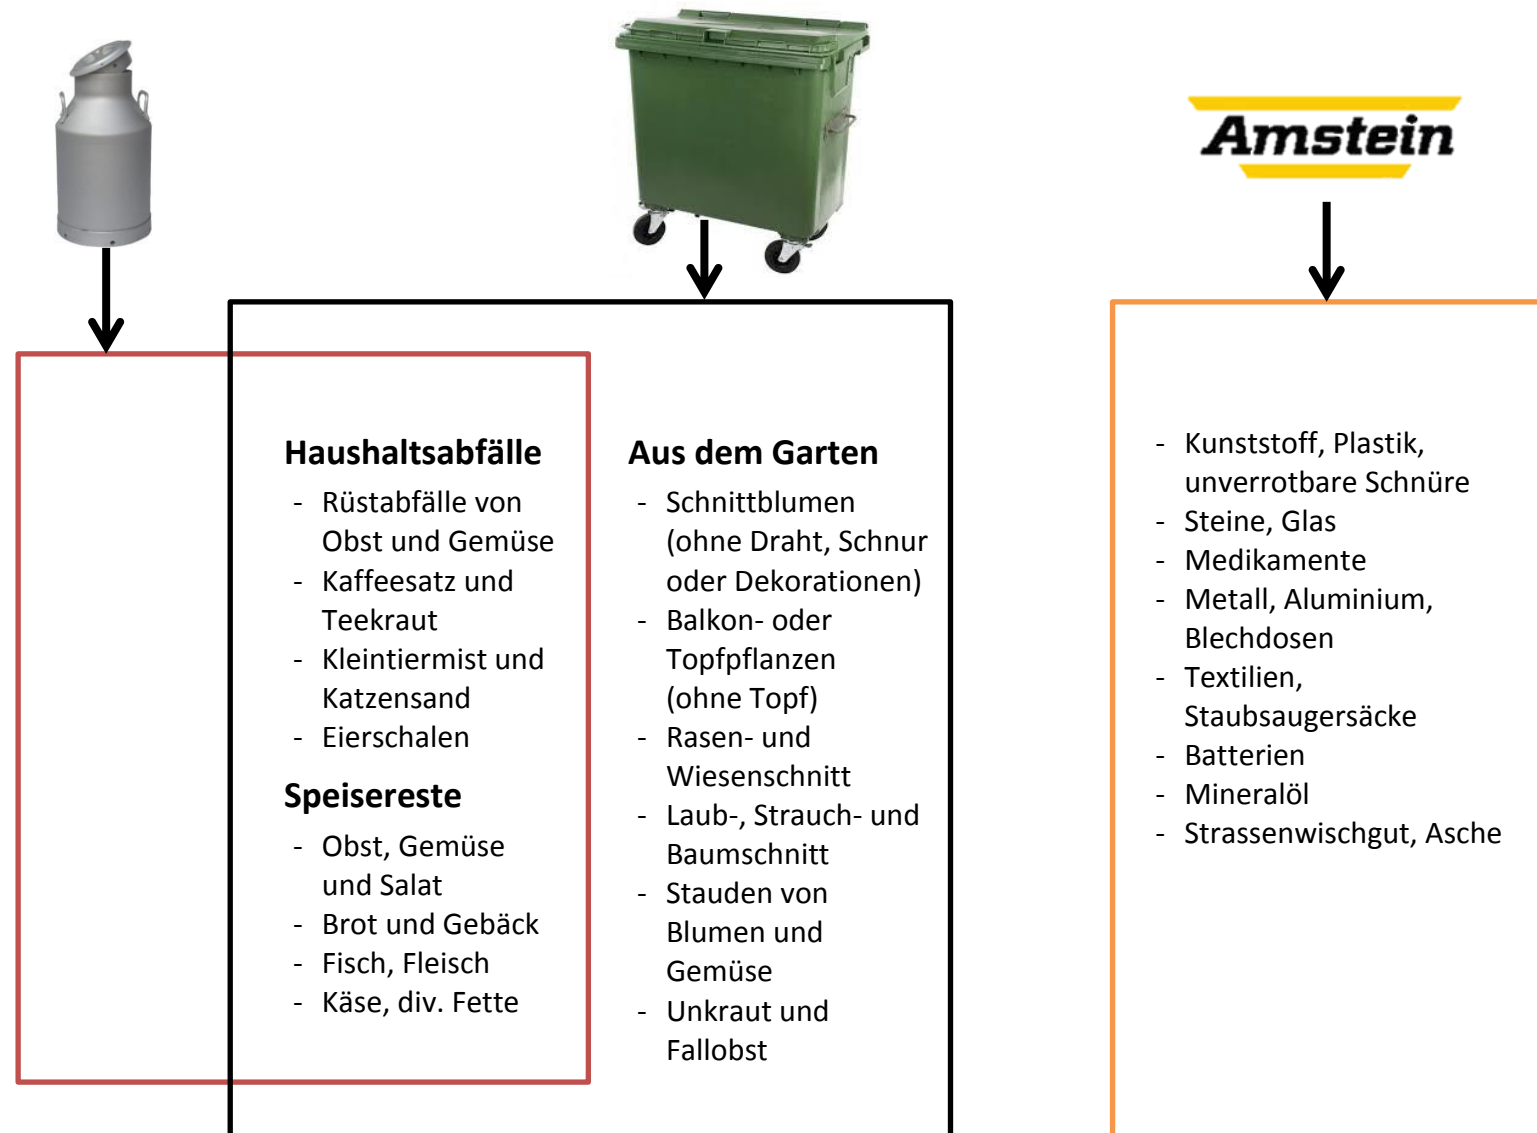 Amstein
Haushaltsabfälle
- Rüstabfälle von
Obst und Gemüse
- Kaffeesatz und
Teekraut
- Kleintiermist und
Katzensand
- Eierschalen
Speisereste
- Obst, Gemüse
und Salat
- Brot und Gebäck
- Fisch, Fleisch
- Käse, div. Fette
Aus dem Garten
- Schnittblumen
(ohne Draht, Schnur
oder Dekorationen)
- Balkon- oder
Topfpflanzen
(ohne Topf)
- Rasen- und
Wiesenschnitt
- Laub-, Strauch- und
Baumschnitt
- Stauden von
Blumen und
Gemüse
- Unkraut und
Fallobst
- Kunststoff, Plastik,
unverrotbare Schnüre
- Steine, Glas
- Medikamente
- Metall, Aluminium,
Blechdosen
- Textilien,
Staubsaugersäcke
- Batterien
- Mineralöl
- Strassenwischgut, Asche